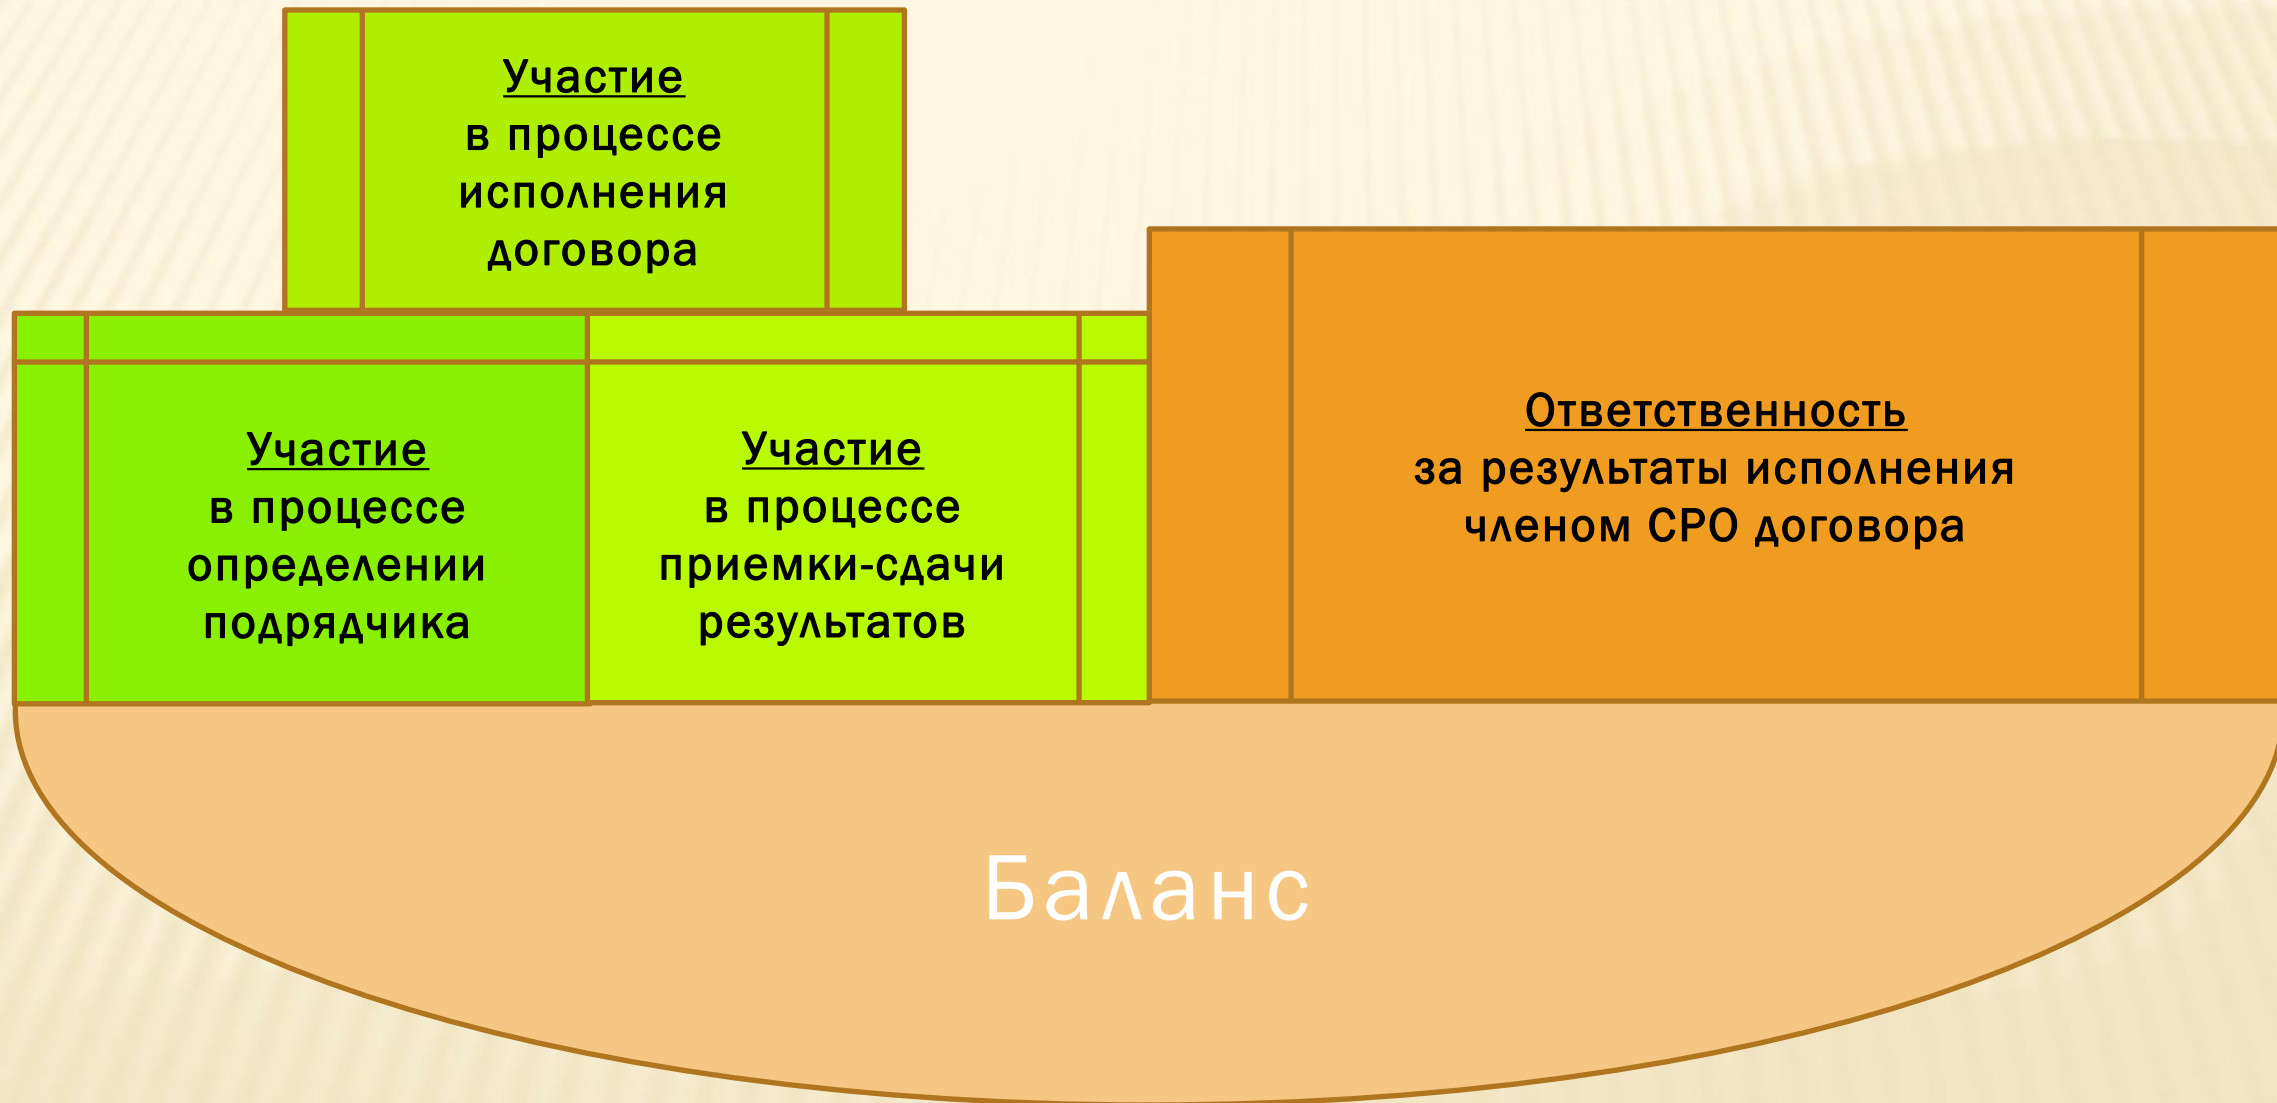 Участие
в процессе
исполнения
договора
Участие
в процессе
определении
подрядчика
Участие
в процессе
приемки-сдачи
результатов
Ответственность
за результаты исполнения
членом СРО договора
Баланс